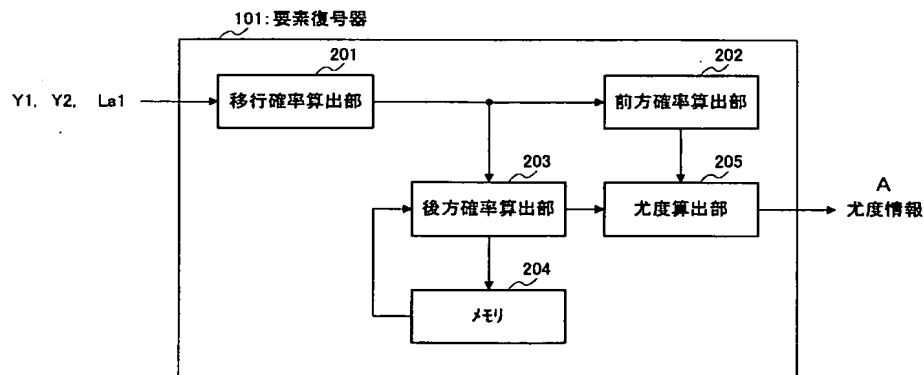 101:要素復号器
201
移行確率算出部
202
前方確率算出部
Y1, Y2, La1
203
後方確率算出部
205
尤度算出部
A
尤度情報
204
メモリ